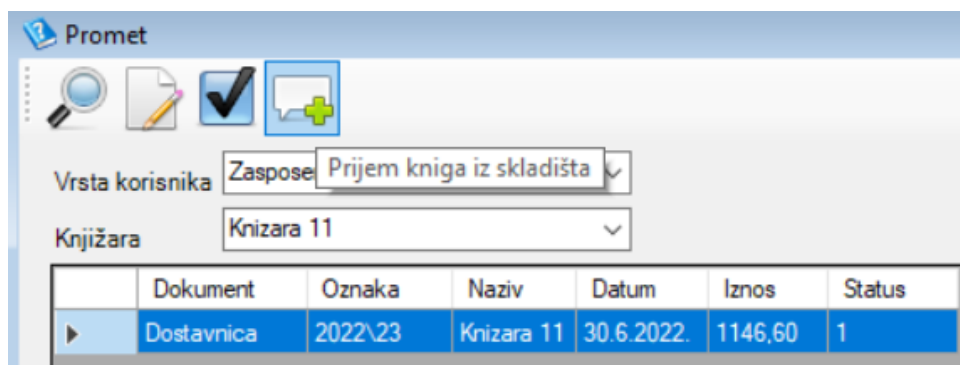 Promet
Prijem kniga iz skladišta
Vrsta korisnika
Knjižara Knizara 11
Dokument Oznaka Naziv Datum Iznos Status
Dostavnica 2022\23 Knizara 11 30.6.2022. 1146,60 1